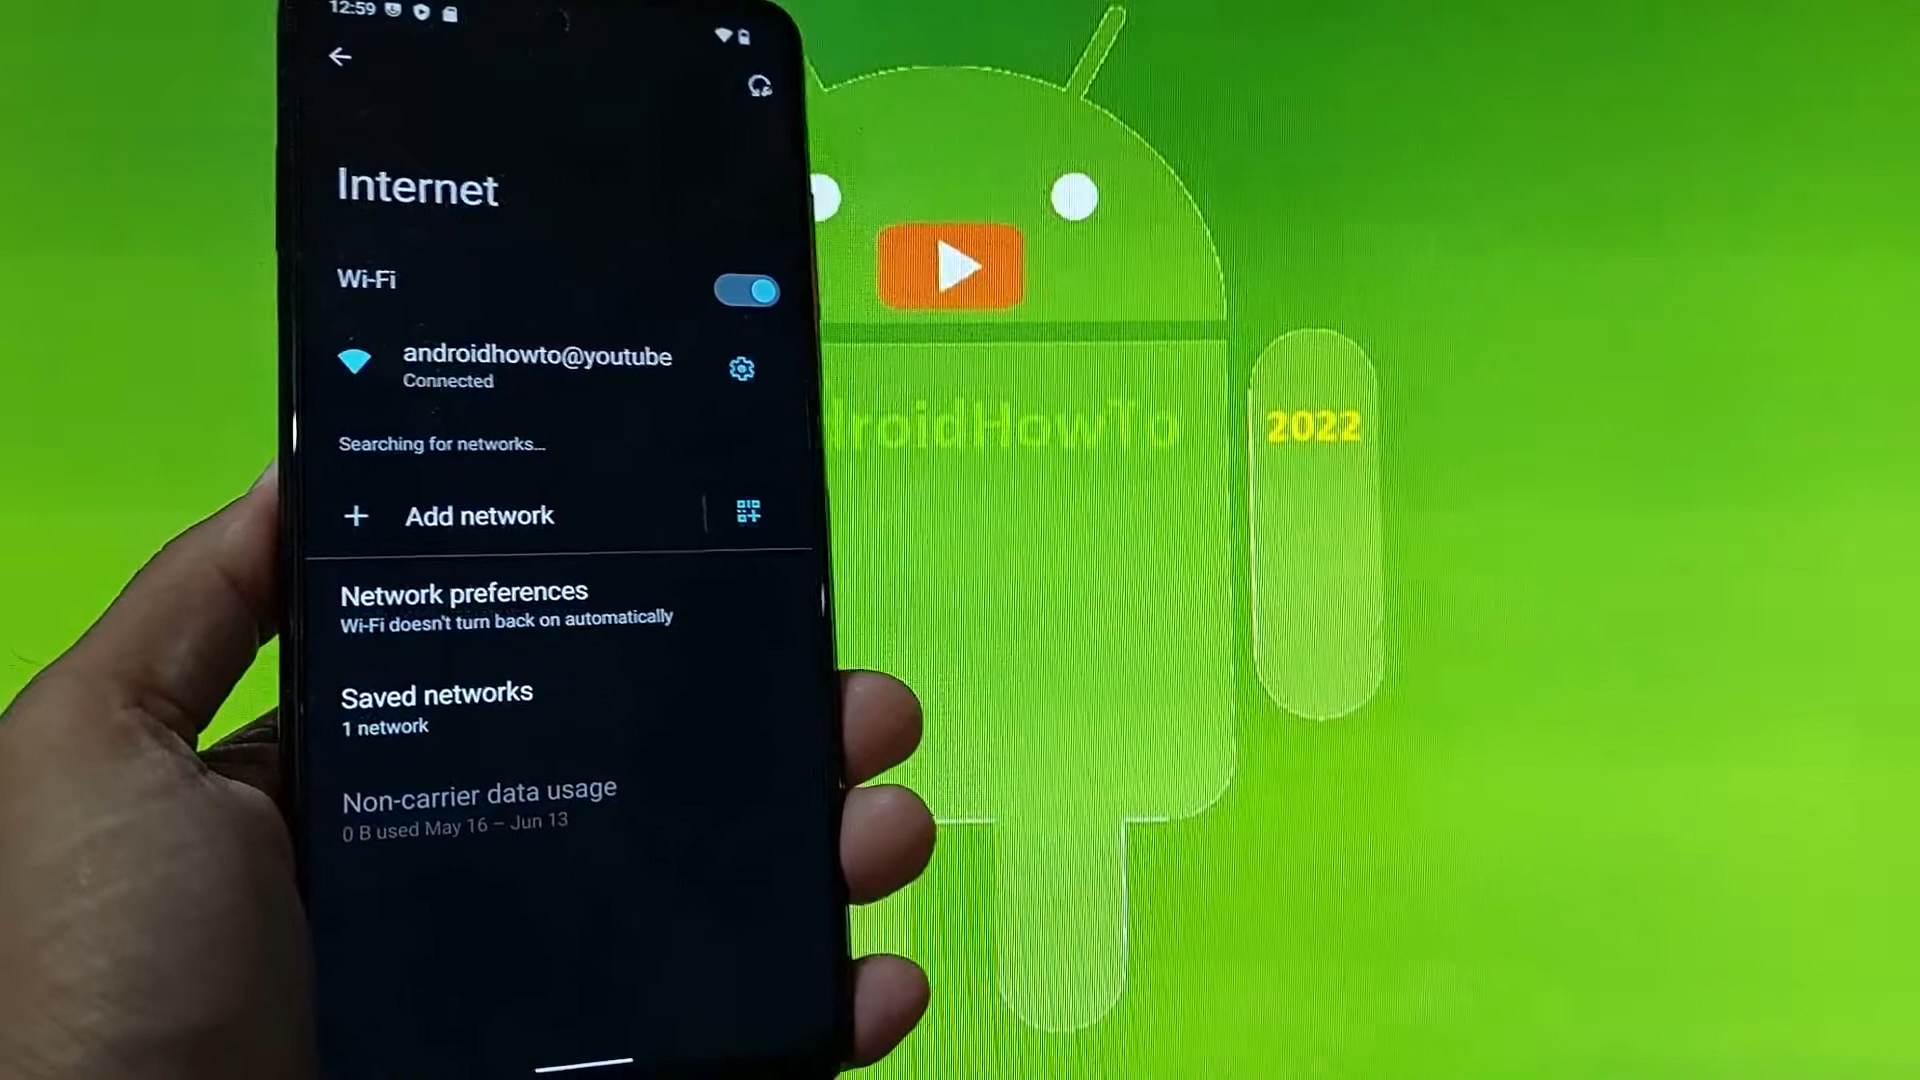 12:59
Internet
Wi-Fi
androidhowto@youtube
Connected
Searching for networks...
Add network
Network preferences
Wi-Fi doesn't turn back on automatically
Saved networks
1 network
Non-carrier data usage
0 B used May 16 – Jun 13
droidHowTo
2022